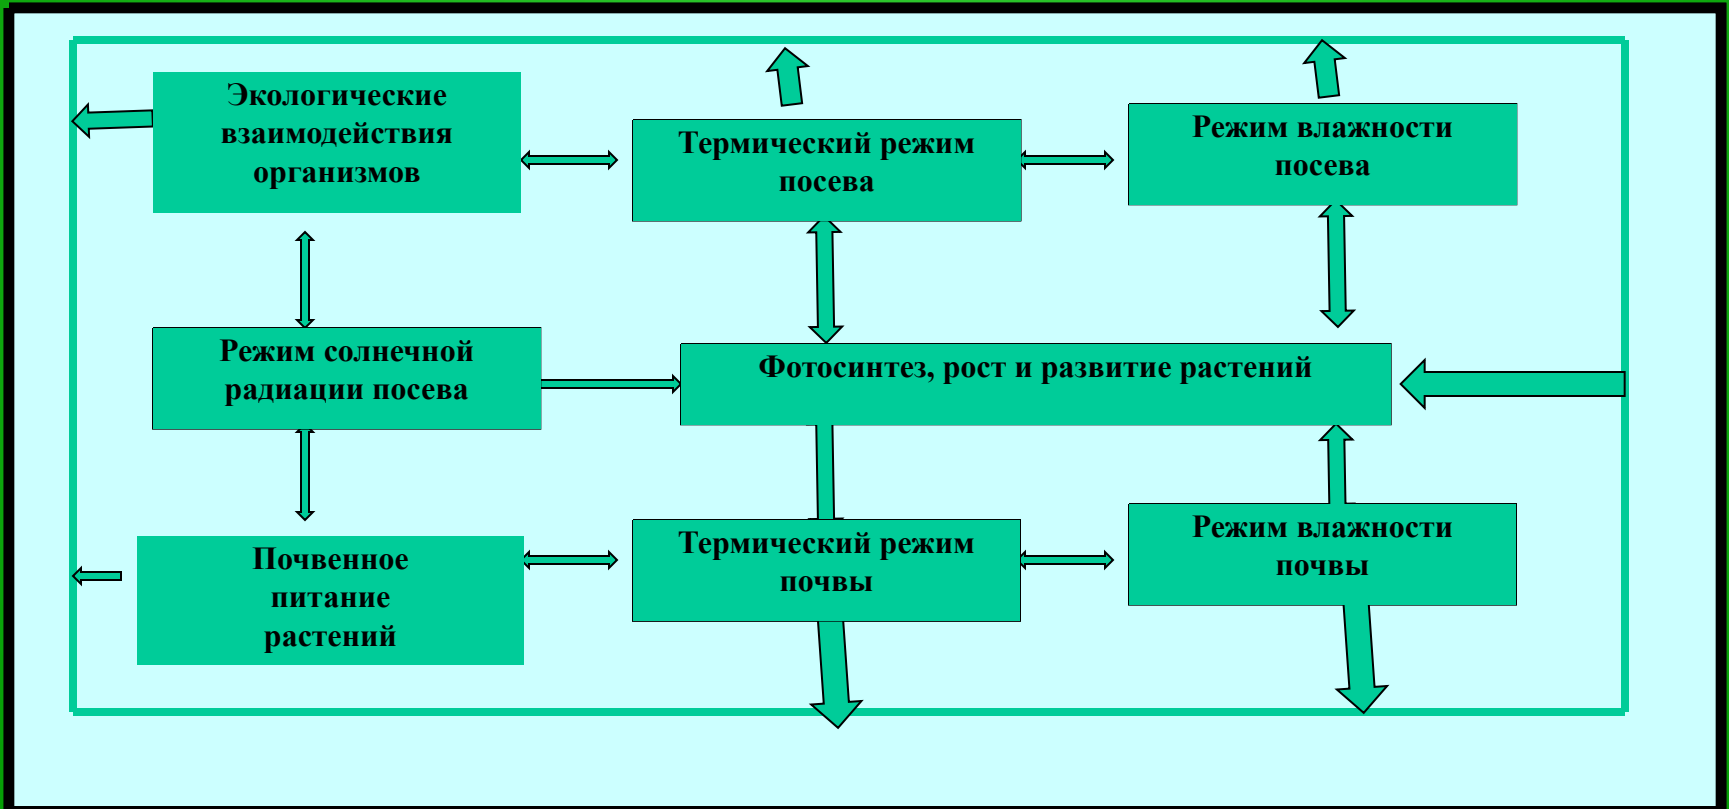 Экологические
взаимодействия
организмов
Термический режим
посева
Режим влажности
посева
Режим солнечной
радиации посева
Фотосинтез, рост и развитие растений
Почвенное
питание
растений
Термический режим
почвы
Режим влажности
почвы